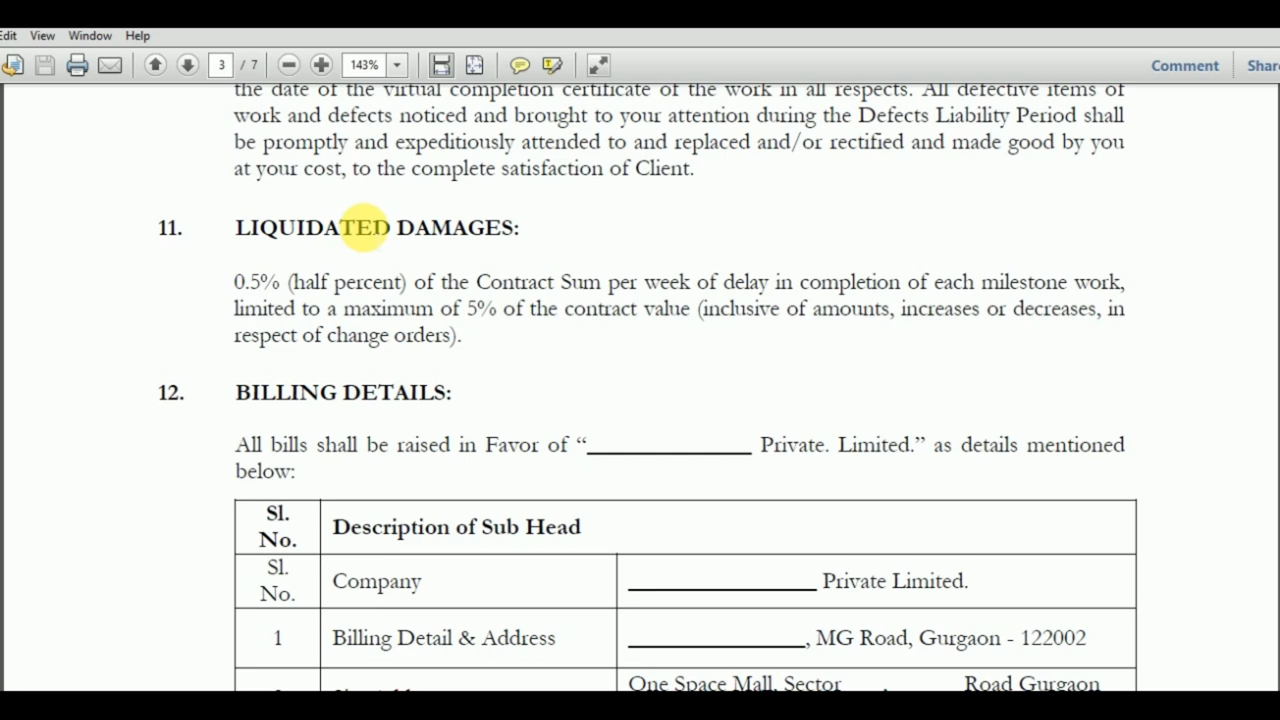 Edit View Window Help
3 / 7 143% Comment Share
the date of the virtual completion certificate of the work in all respects. All defective items of
work and defects noticed and brought to your attention during the Defects Liability Period shall
be promptly and expeditiously attended to and replaced and/or rectified and made good by you
at your cost, to the complete satisfaction of Client.
11. LIQUIDATED DAMAGES:
0.5% (half percent) of the Contract Sum per week of delay in completion of each milestone work,
limited to a maximum of 5% of the contract value (inclusive of amounts, increases or decreases, in
respect of change orders).
12. BILLING DETAILS:
All bills shall be raised in Favor of “______________ Private. Limited.” as details mentioned
below:
Sl.
No. Description of Sub Head
Sl.
No. Company ________________ Private Limited.
1 Billing Detail & Address _______________, MG Road, Gurgaon - 122002
One Space Mall, Sector , Road Gurgaon